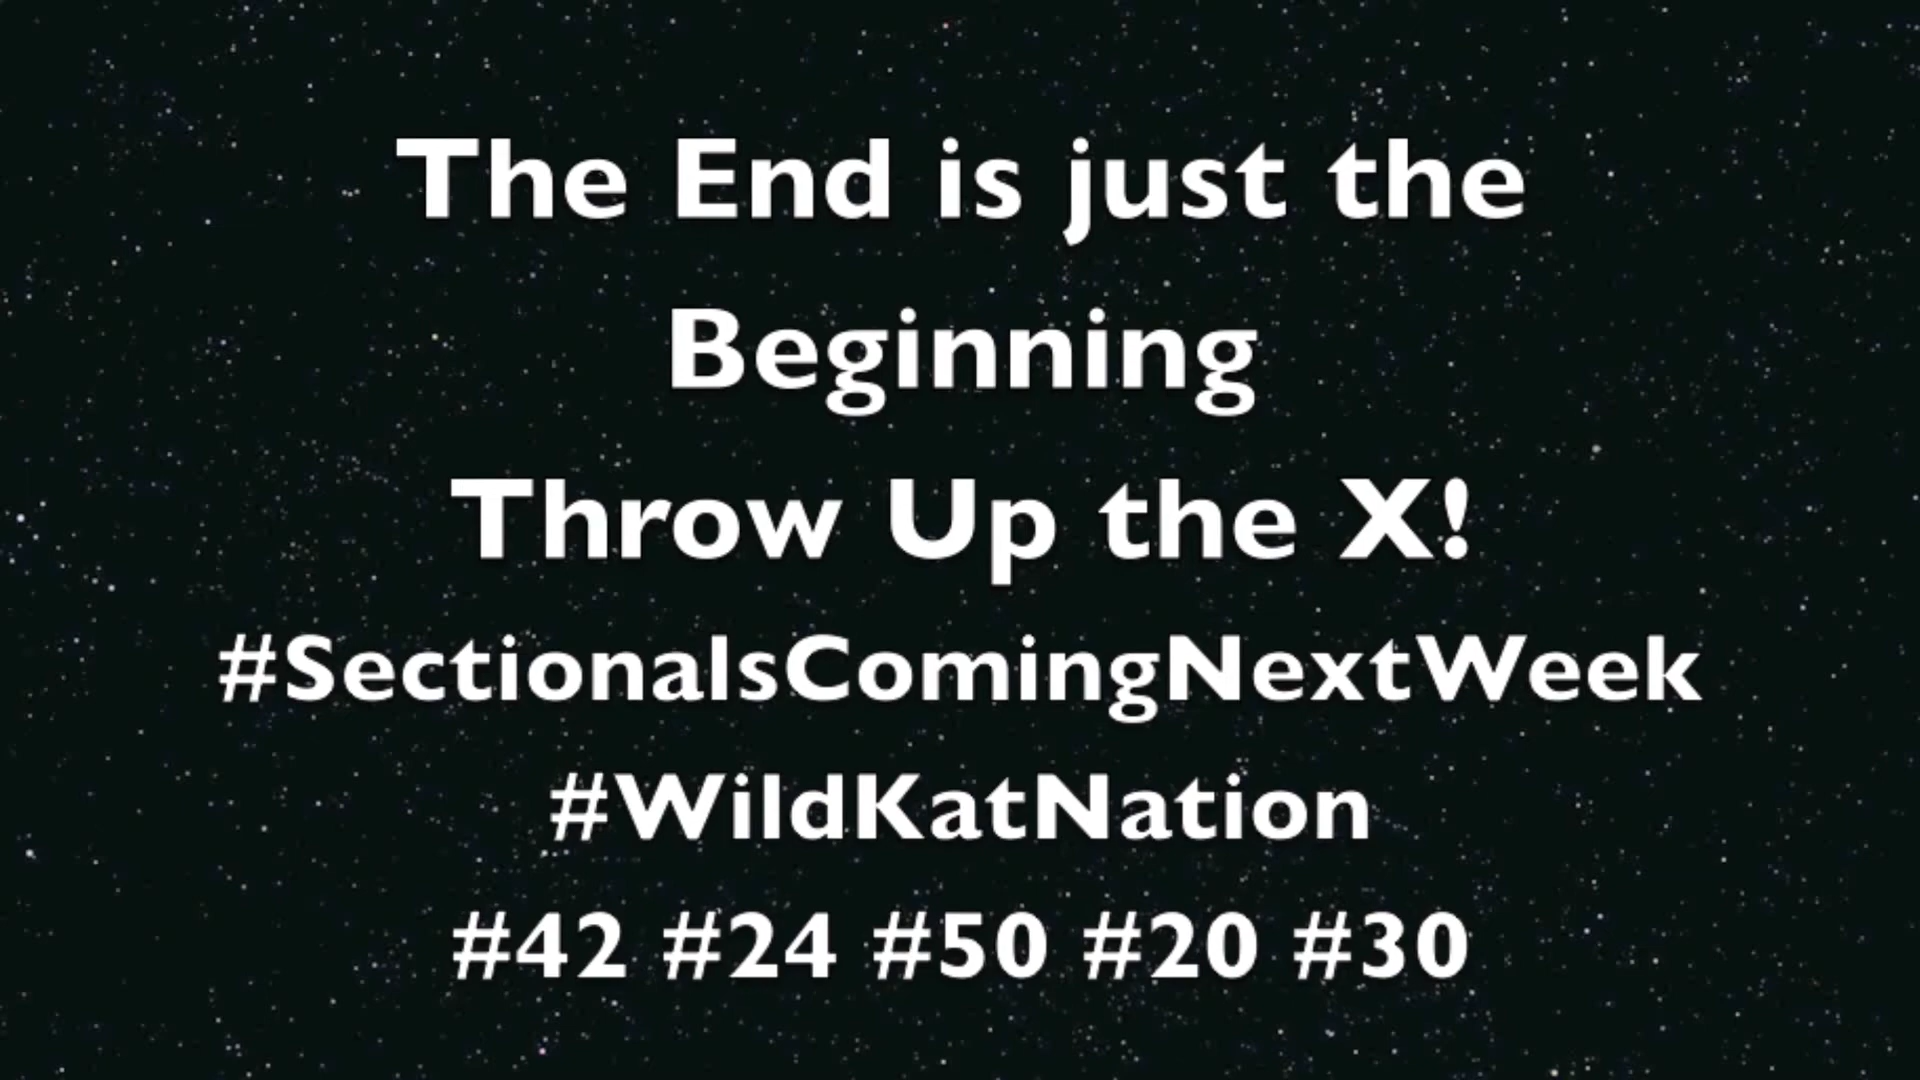 The End is just the
Beginning
Throw Up the X!
#SectionalsComingNextWeek
#WildKatNation
#42 #24 #50 #20 #30